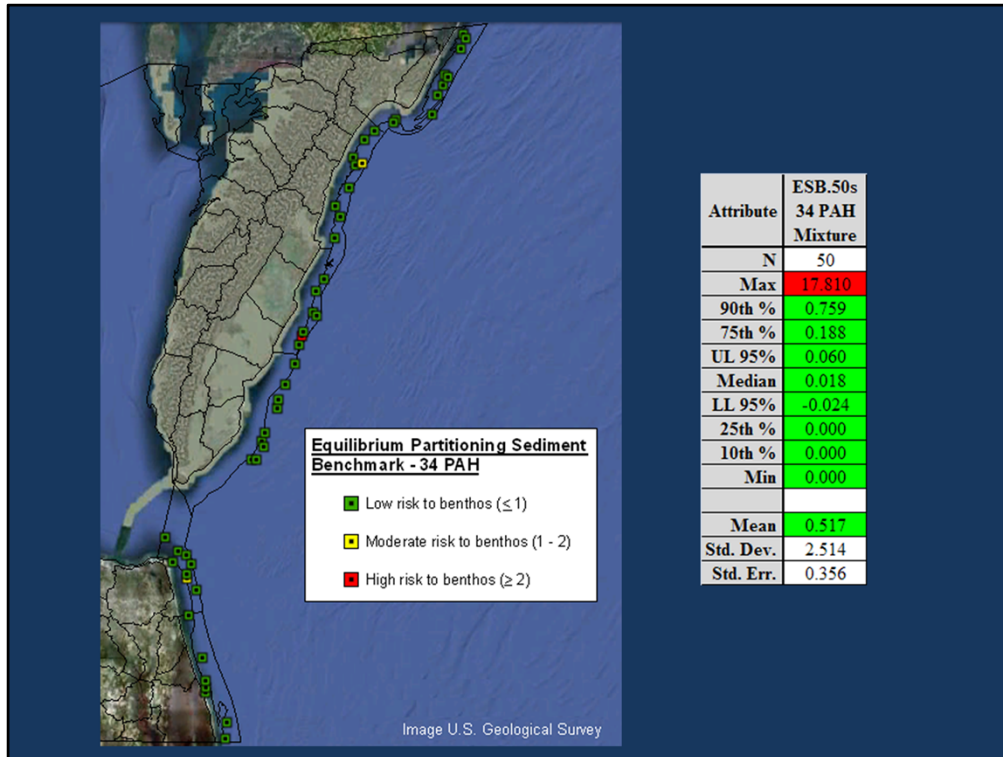 Equilibrium Partitioning Sediment
Benchmark - 34 PAH
Low risk to benthos (≤ 1)
Moderate risk to benthos (1 - 2)
High risk to benthos (≥ 2)
Image U.S. Geological Survey
Attribute ESB.50s
34 PAH
Mixture
N 50
Max 17.810
90th % 0.759
75th % 0.188
UL 95% 0.060
Median 0.018
LL 95% -0.024
25th % 0.000
10th % 0.000
Min 0.000
Mean 0.517
Std. Dev. 2.514
Std. Err. 0.356